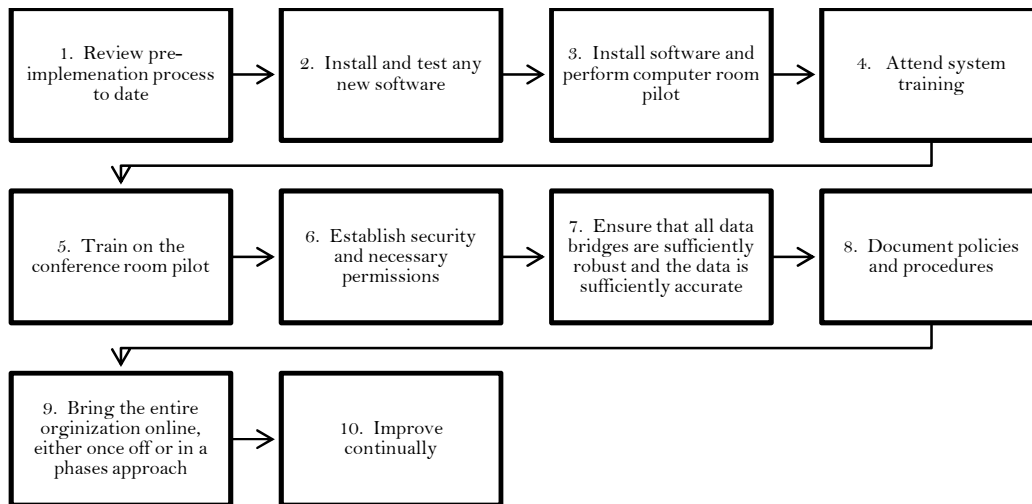 1. Review pre-
implemenation process
to date
2. Install and test any
new software
3. Install software and
perform computer room
pilot
4. Attend system
training
5. Train on the
conference room pilot
6. Establish security
and necessary
permissions
7. Ensure that all data
bridges are sufficiently
robust and the data is
sufficiently accurate
8. Document policies
and procedures
9. Bring the entire
orginization online,
either once off or in a
phases approach
10. Improve
continually